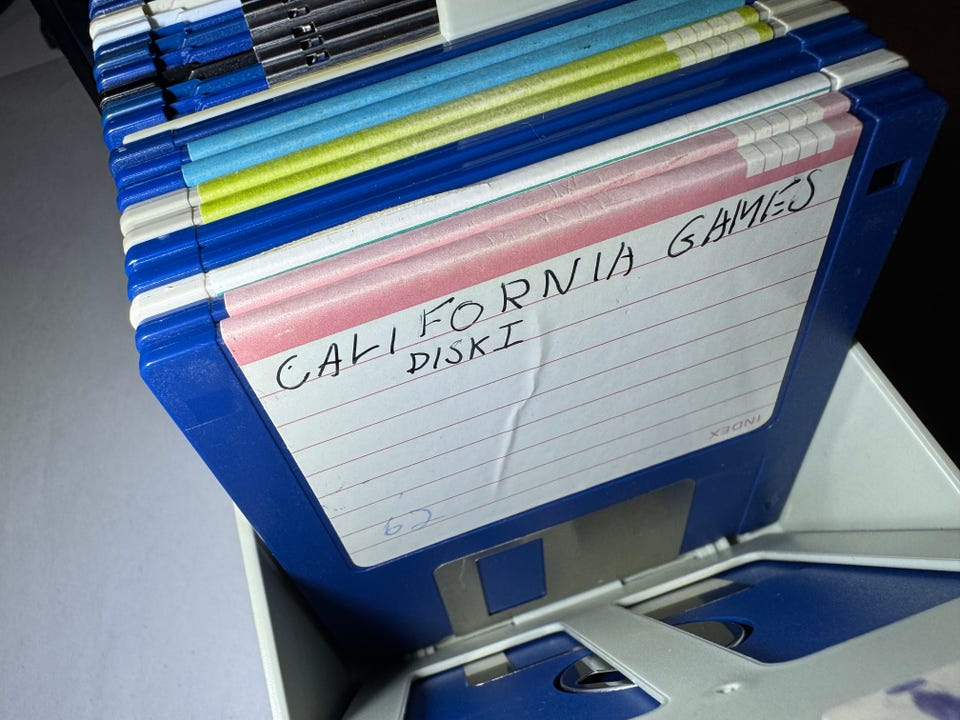 CALIFORNIA GAMES
DISK I
INDEX
62